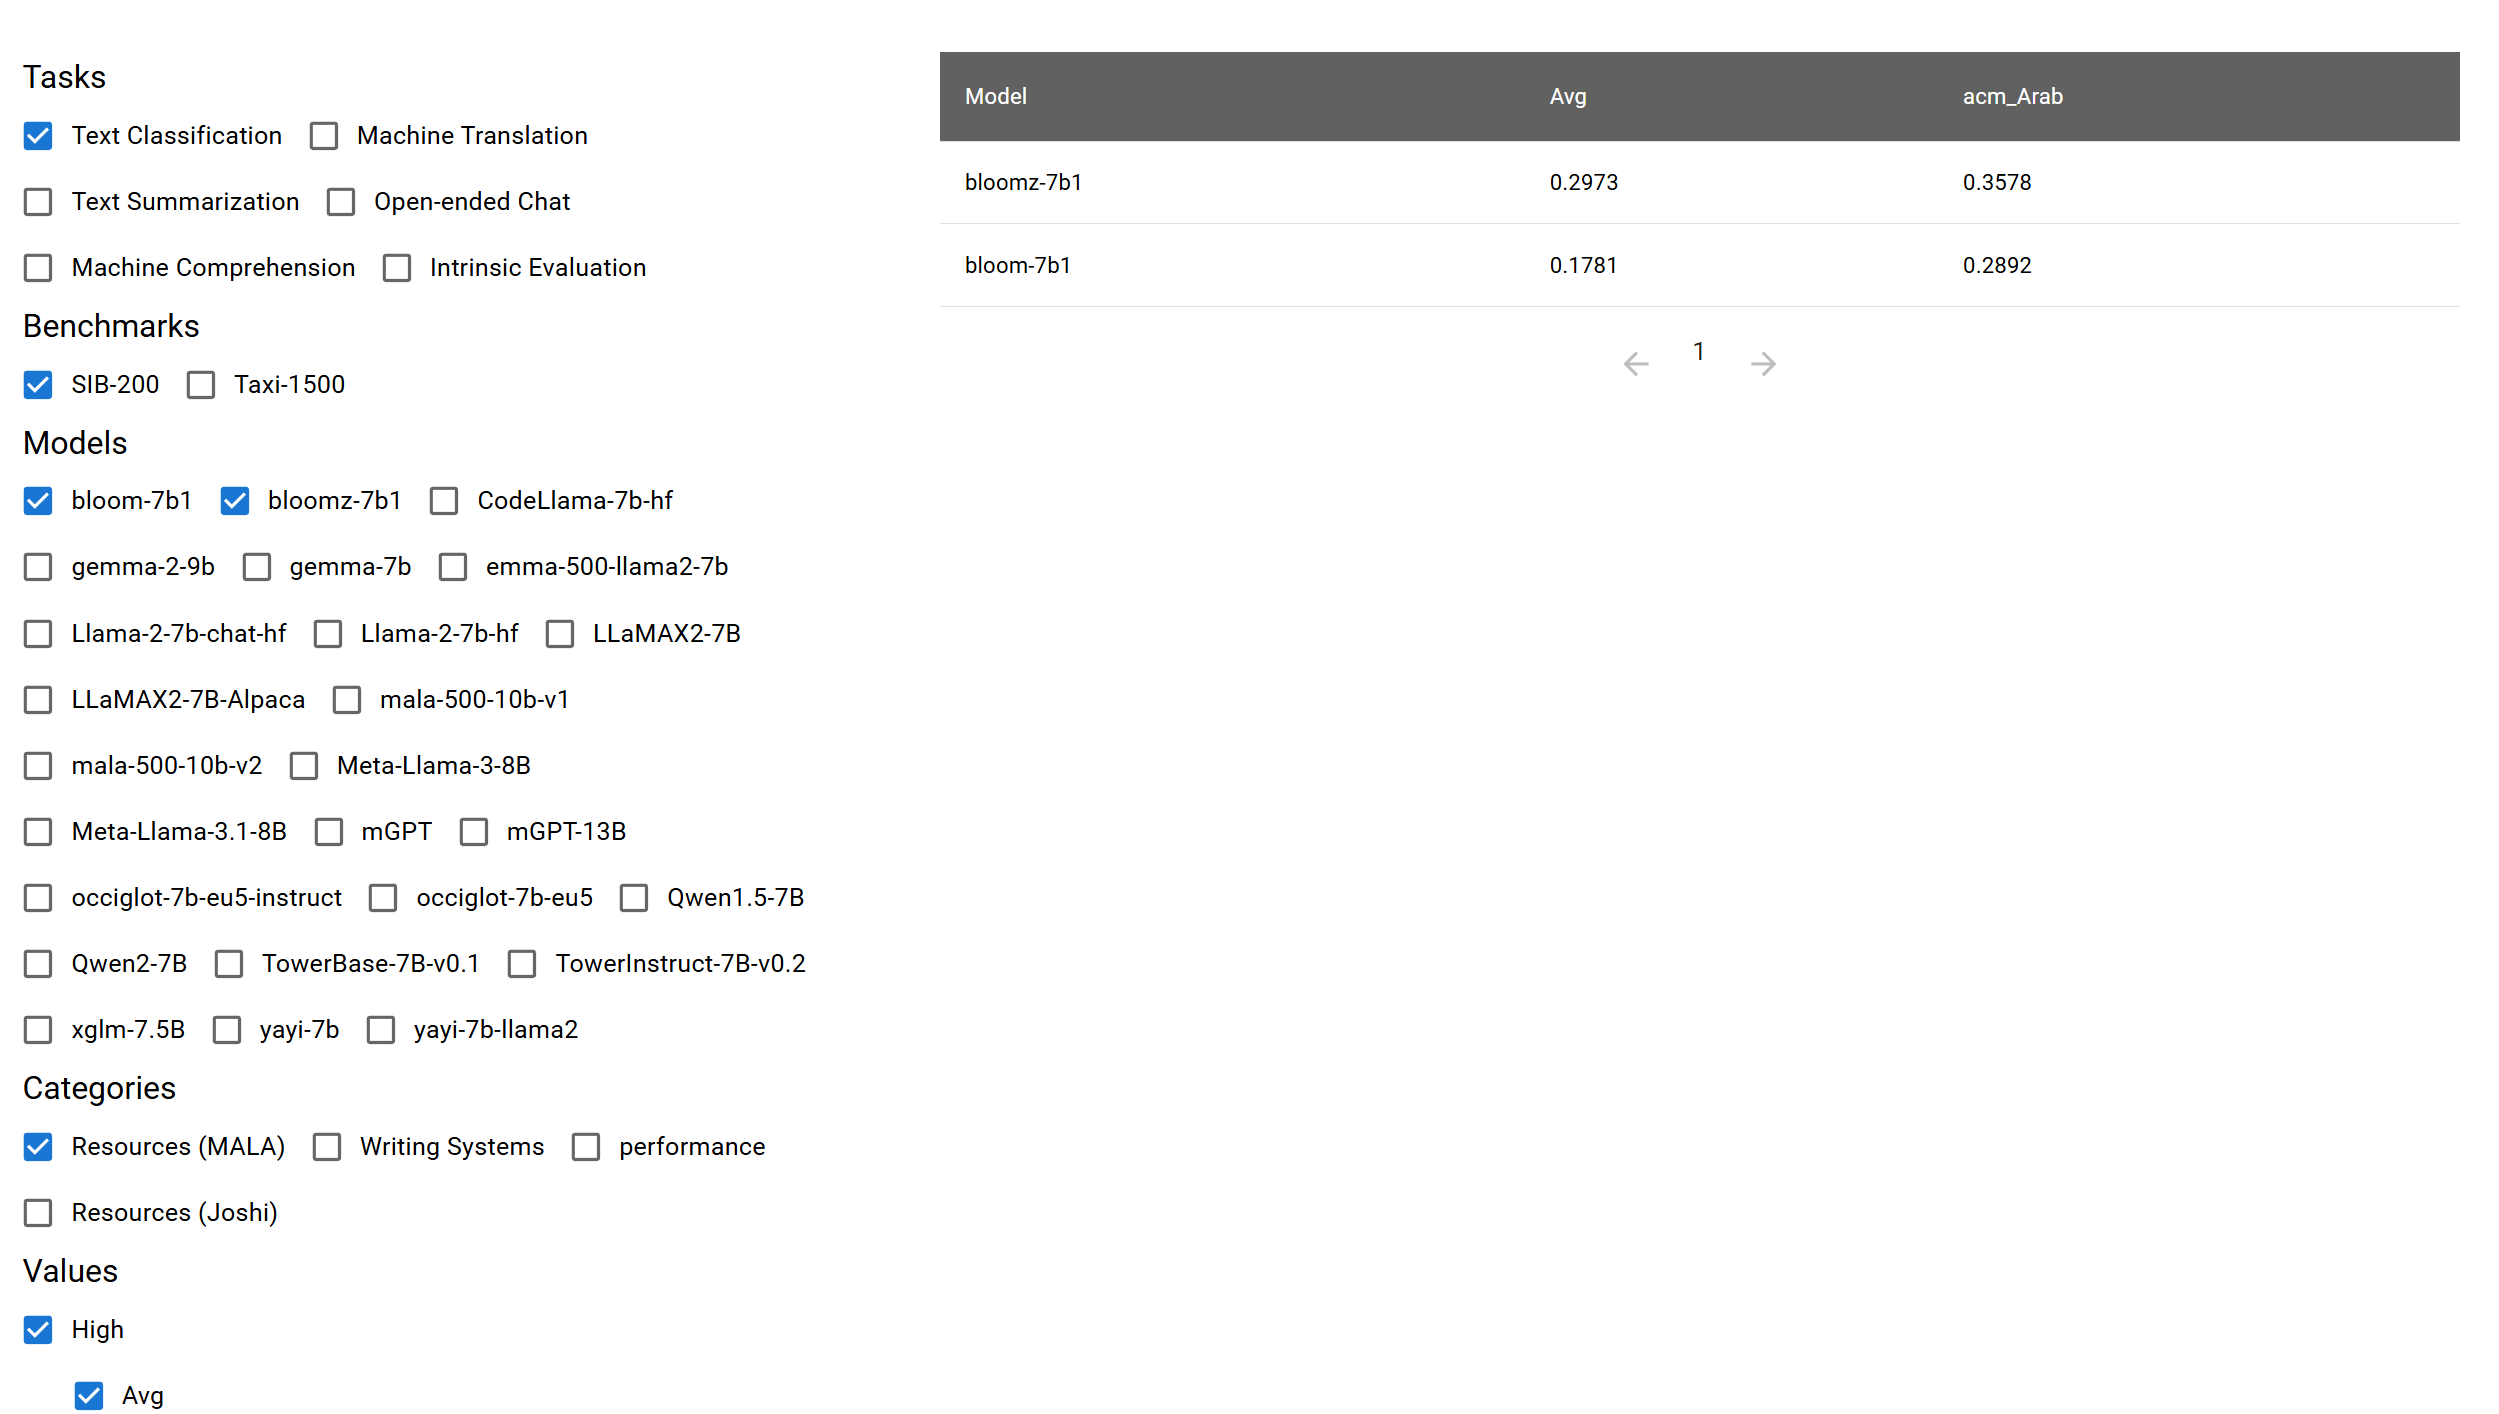 Tasks
Text Classification Machine Translation
Text Summarization Open-ended Chat
Machine Comprehension Intrinsic Evaluation
Benchmarks
SIB-200 Taxi-1500
Models
bloom-7b1 bloomz-7b1 CodeLlama-7b-hf
gemma-2-9b gemma-7b emma-500-llama2-7b
Llama-2-7b-chat-hf Llama-2-7b-hf LLaMAX2-7B
LLaMAX2-7B-Alpaca mala-500-10b-v1
mala-500-10b-v2 Meta-Llama-3-8B
Meta-Llama-3.1-8B mGPT mGPT-13B
occiglot-7b-eu5-instruct occiglot-7b-eu5 Qwen1.5-7B
Qwen2-7B TowerBase-7B-v0.1 TowerInstruct-7B-v0.2
xglm-7.5B yayi-7b yayi-7b-llama2
Categories
Resources (MALA) Writing Systems performance
Resources (Joshi)
Values
High
Avg
Model Avg acm_Arab
bloomz-7b1 0.2973 0.3578
bloom-7b1 0.1781 0.2892
1